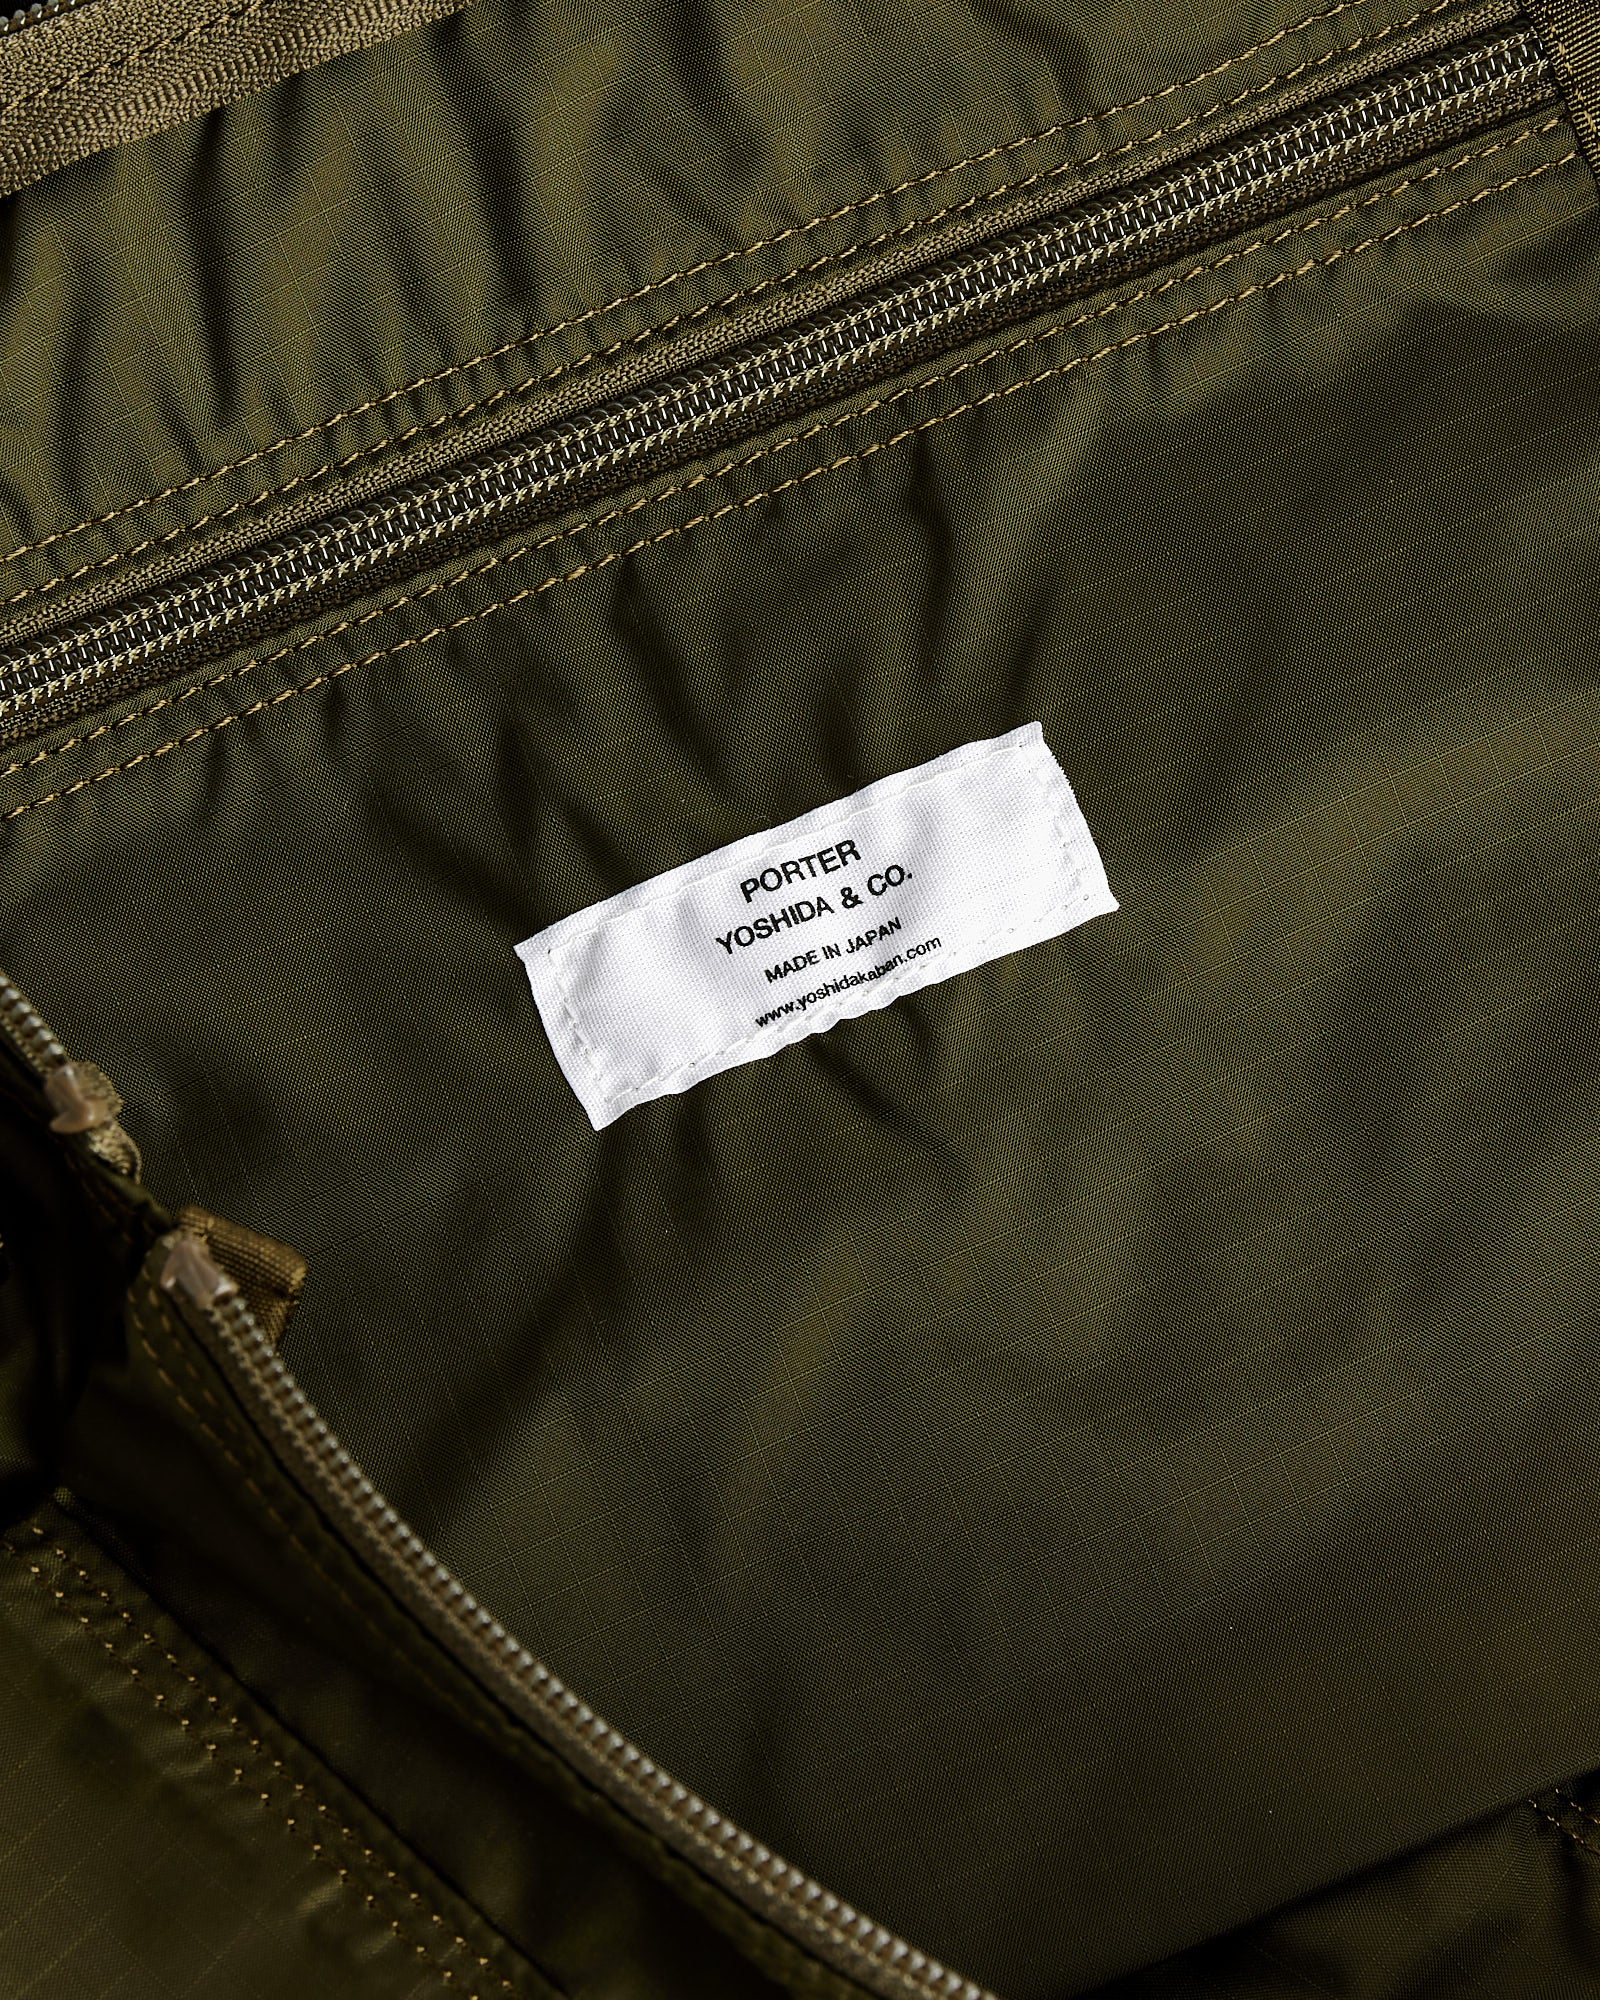 PORTER
YOSHIDA & CO.
MADE IN JAPAN
www.yoshidakaban.com